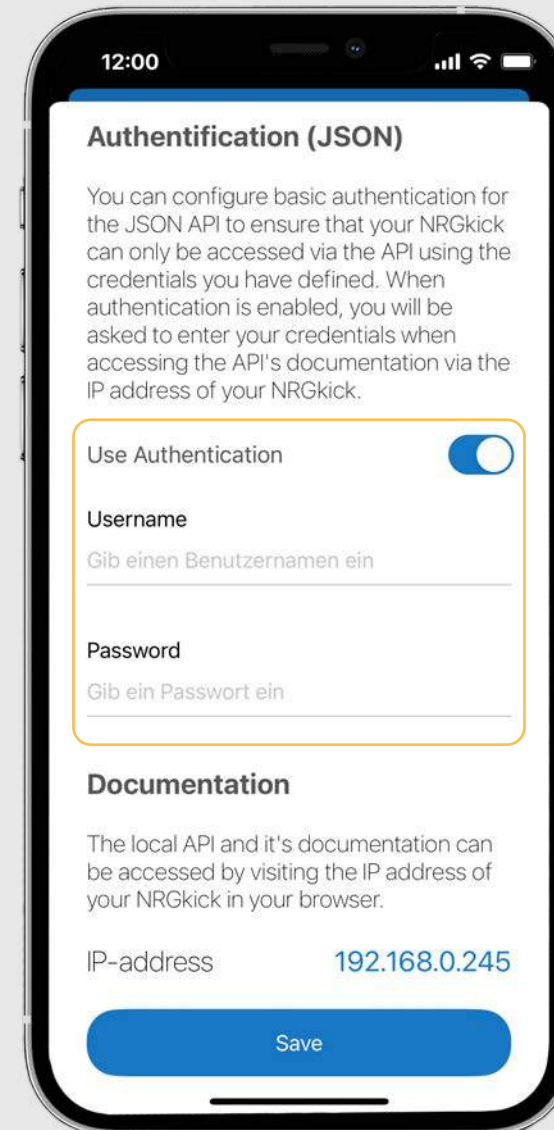 12:00
Authentification (JSON)
You can configure basic authentication for
the JSON API to ensure that your NRGkick
can only be accessed via the API using the
credentials you have defined. When
authentication is enabled, you will be
asked to enter your credentials when
accessing the API's documentation via the
IP address of your NRGkick.
Use Authentication
Username
Gib einen Benutzernamen ein
Password
Gib ein Passwort ein
Documentation
The local API and it's documentation can
be accessed by visiting the IP address of
your NRGkick in your browser.
IP-address 192.168.0.245
Save